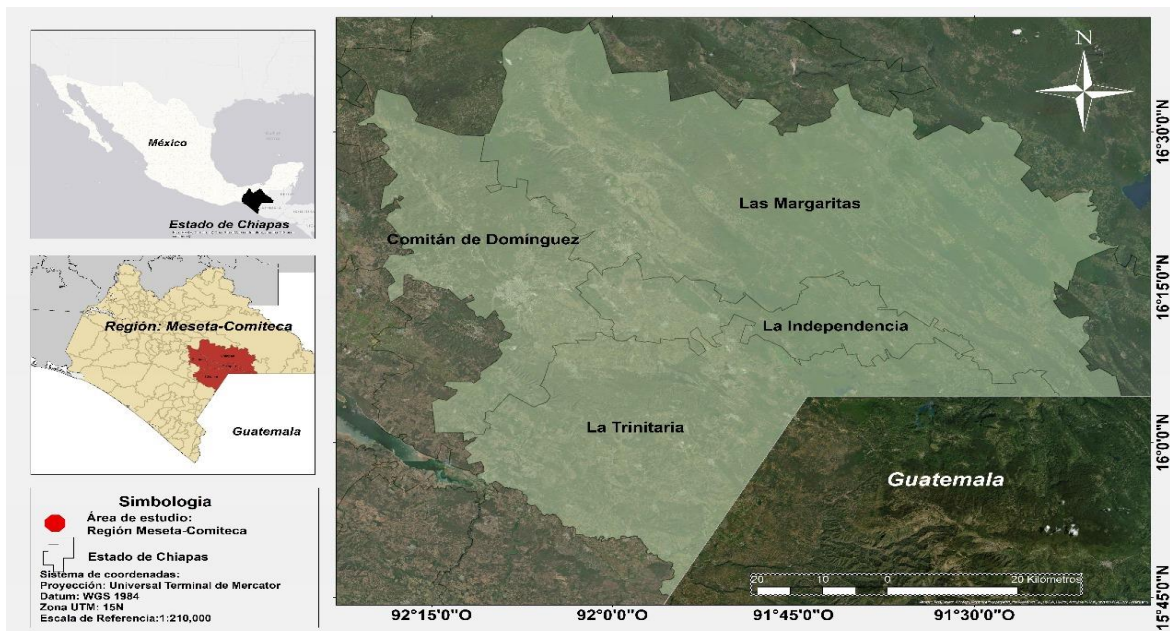 México
Estado de Chiapas
Región: Meseta-Comiteca
Guatemala
Simbologia
Área de estudio:
Región Meseta-Comiteca
Estado de Chiapas
Sistema de coordenadas:
Proyección: Universal Terminal de Mercator
Datum: WGS 1984
Zona UTM: 15N
Escala de Referencia:1:210,000
N
Las Margaritas
Comitán de Domínguez
La Independencia
La Trinitaria
Guatemala
20 10 0 20 Kilómetros
16°30'0"N
16°15'0"N
16°0'0"N
15°45'0"N
92°15'0"O 92°0'0"O 91°45'0"O 91°30'0"O